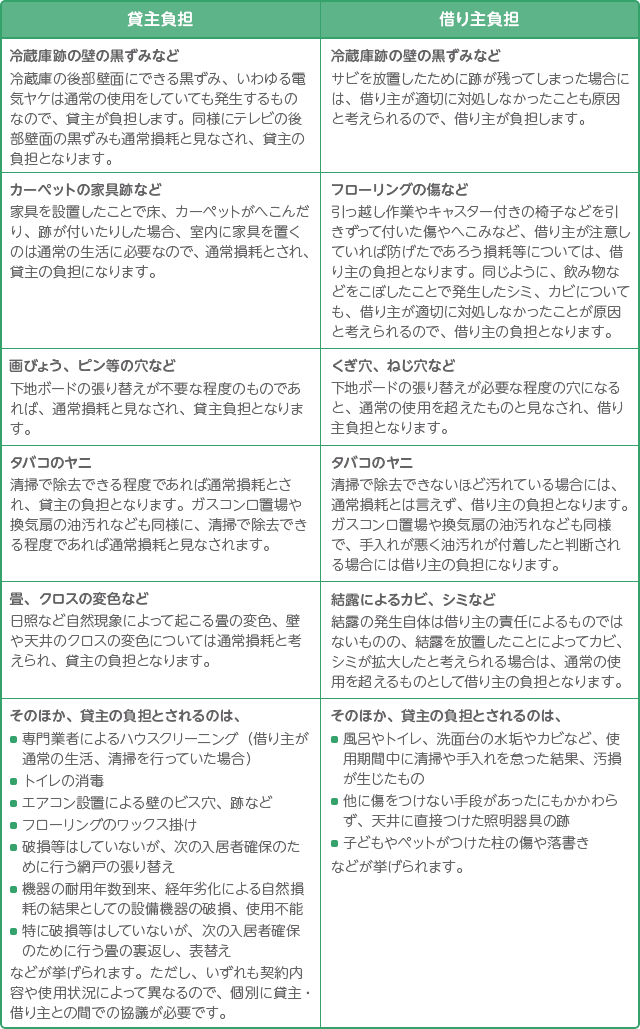 貸主負担
借り主負担
冷蔵庫跡の壁の黒ずみなど
冷蔵庫の後部壁面にできる黒ずみ、いわゆる電
気ヤケは通常の使用をしていても発生するもの
なので、貸主が負担します。同様にテレビの後
部壁面の黒ずみも通常損耗と見なされ、貸主の
負担となります。
冷蔵庫跡の壁の黒ずみなど
サビを放置したために跡が残ってしまった場合に
は、借り主が適切に対処しなかったことも原因
と考えられるので、借り主が負担します。
カーペットの家具跡など
家具を設置したことで床、カーペットがへこんだ
り、跡が付いたりした場合、室内に家具を置く
のは通常の生活に必要なので、通常損耗とされ、
貸主の負担になります。
フローリングの傷など
引っ越し作業やキャスター付きの椅子などを引
きずって付いた傷やへこみなど、借り主が注意し
ていれば防げたであろう損耗等については、借
り主の負担となります。同じように、飲み物な
どをこぼしたことで発生したシミ、カビについて
も、借り主が適切に対処しなかったことが原因
と考えられるので、借り主の負担となります。
画びょう、ピン等の穴など
下地ボードの張り替えが不要な程度のものであ
れば、通常損耗と見なされ、貸主負担となりま
す。
くぎ穴、ねじ穴など
下地ボードの張り替えが必要な程度の穴になる
と、通常の使用を超えたものと見なされ、借り
主負担となります。
タバコのヤニ
清掃で除去できる程度であれば通常損耗とさ
れ、貸主の負担となります。ガスコンロ置場や
換気扇の油汚れなども同様に、清掃で除去でき
る程度であれば通常損耗と見なされます。
タバコのヤニ
清掃で除去できないほど汚れている場合には、
通常損耗とは言えず、借り主の負担となります。
ガスコンロ置場や換気扇の油汚れなども同様
で、手入れが悪く油汚れが付着したと判断され
る場合には借り主の負担になります。
畳、クロスの変色など
日照など自然現象によって起こる畳の変色、壁
や天井のクロスの変色については通常損耗と考
えられ、貸主の負担となります。
結露によるカビ、シミなど
結露の発生自体は借り主の責任によるものでは
ないものの、結露を放置したことによってカビ、
シミが拡大したと考えられる場合は、通常の使
用を超えるものとして借り主の負担となります。
そのほか、貸主の負担とされるのは、
専門業者によるハウスクリーニング（借り主が
通常の生活、清掃を行っていた場合）
トイレの消毒
エアコン設置による壁のビス穴、跡など
フローリングのワックス掛け
破損等はしていないが、次の入居者確保のた
めに行う網戸の張り替え
機器の耐用年数到来、経年劣化による自然損
耗の結果としての設備機器の破損、使用不能
特に破損等はしていないが、次の入居者確保
のために行う畳の裏返し、表替え
などが挙げられます。ただし、いずれも契約内
容や使用状況によって異なるので、個別に貸主・
借り主との間での協議が必要です。
そのほか、貸主の負担とされるのは、
風呂やトイレ、洗面台の水垢やカビなど、使
用期間中に清掃や手入れを怠った結果、汚損
が生じたもの
他に傷をつけない手段があったにもかかわら
ず、天井に直接つけた照明器具の跡
子どもやペットがつけた柱の傷や落書き
などが挙げられます。